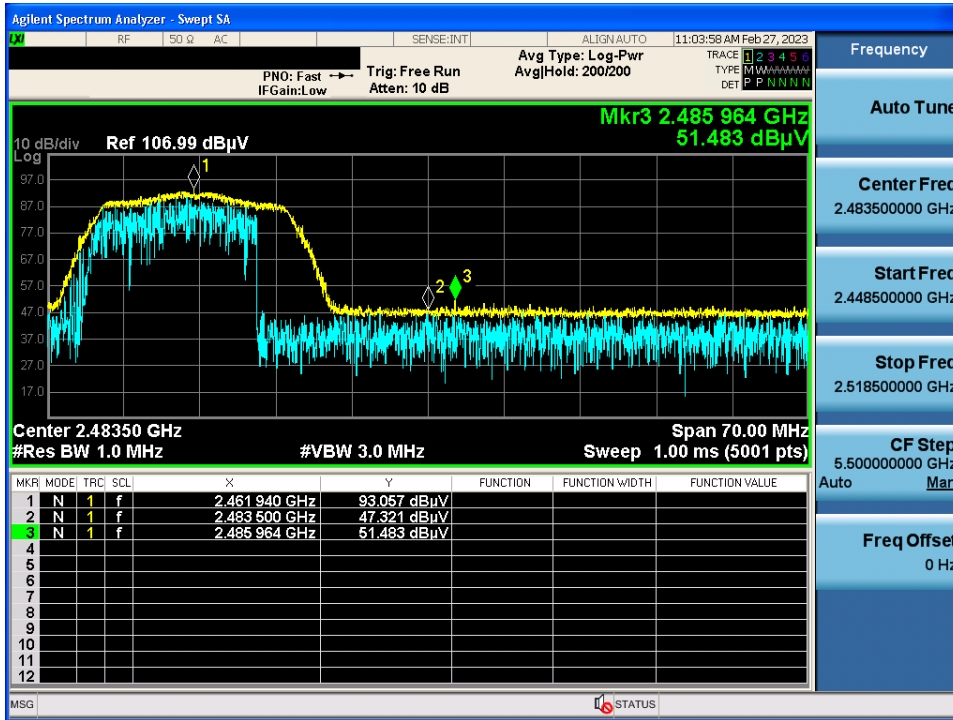 Agilent Spectrum Analyzer - Swept SA
LXI RF 50 Ω AC SENSE:INT ALIGN AUTO 11:03:58 AM Feb 27, 2023
PNO: Fast
IFGain:Low
Trig: Free Run
Atten: 10 dB
Avg Type: Log-Pwr
Avg|Hold: 200/200
TRACE 1 2 3 4 5 6
TYPE M W W W W W
DET P P N N N N
Mkr3 2.485 964 GHz
51.483 dBµV
10 dB/div Ref 106.99 dBµV
Log
97.0
87.0
77.0
67.0
57.0
47.0
37.0
27.0
17.0
1
2
3
Center 2.48350 GHz Span 70.00 MHz
#Res BW 1.0 MHz #VBW 3.0 MHz Sweep 1.00 ms (5001 pts)
MKR MODE TRC SCL X Y FUNCTION FUNCTION WIDTH FUNCTION VALUE
1 N 1 f 2.461 940 GHz 93.057 dBµV
2 N 1 f 2.483 500 GHz 47.321 dBµV
3 N 1 f 2.485 964 GHz 51.483 dBµV
4
5
6
7
8
9
10
11
12
MSG STATUS
Frequency
Auto Tune
Center Freq
2.483500000 GHz
Start Freq
2.448500000 GHz
Stop Freq
2.518500000 GHz
CF Step
5.500000000 GHz
Auto Man
Freq Offset
0 Hz